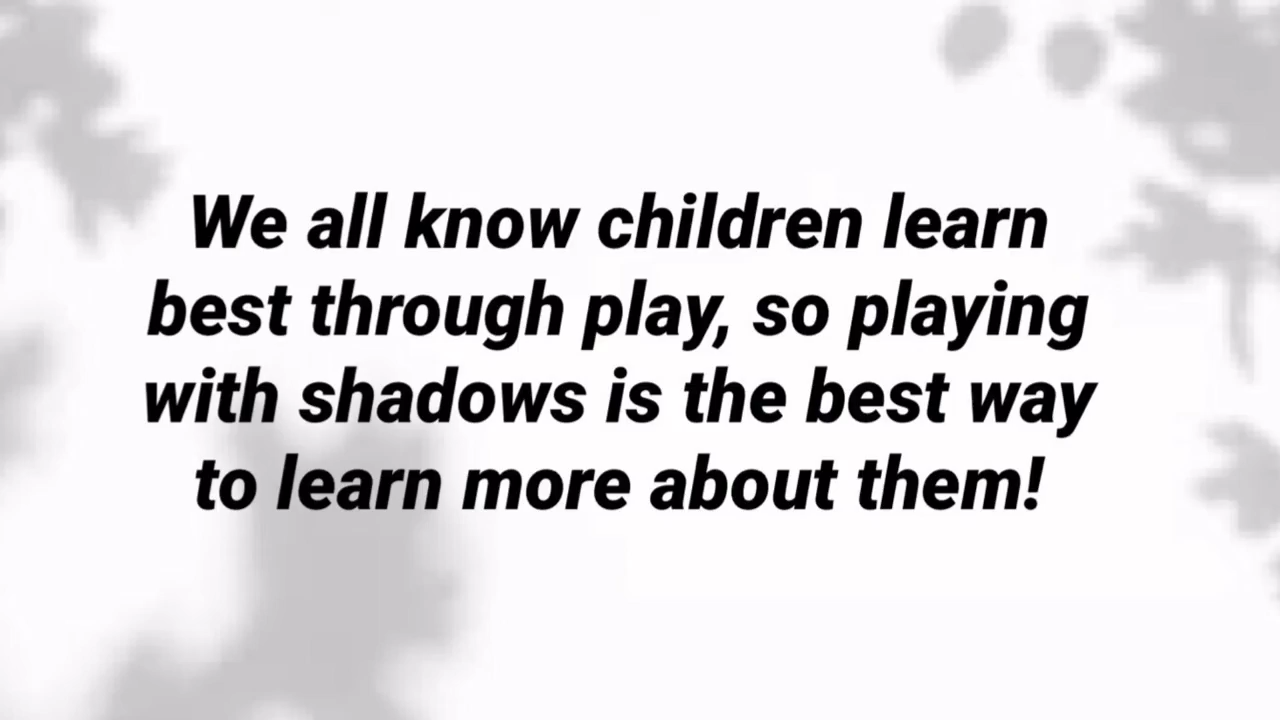 We all know children learn
best through play, so playing
with shadows is the best way
to learn more about them!